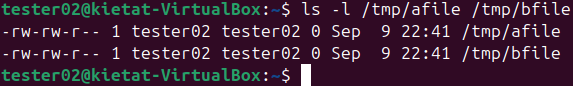 tester02@kietat-VirtualBox:~$ ls -l /tmp/afile /tmp/bfile
-rw-rw-r-- 1 tester02 tester02 0 Sep  9 22:41 /tmp/afile
-rw-rw-r-- 1 tester02 tester02 0 Sep  9 22:41 /tmp/bfile
tester02@kietat-VirtualBox:~$